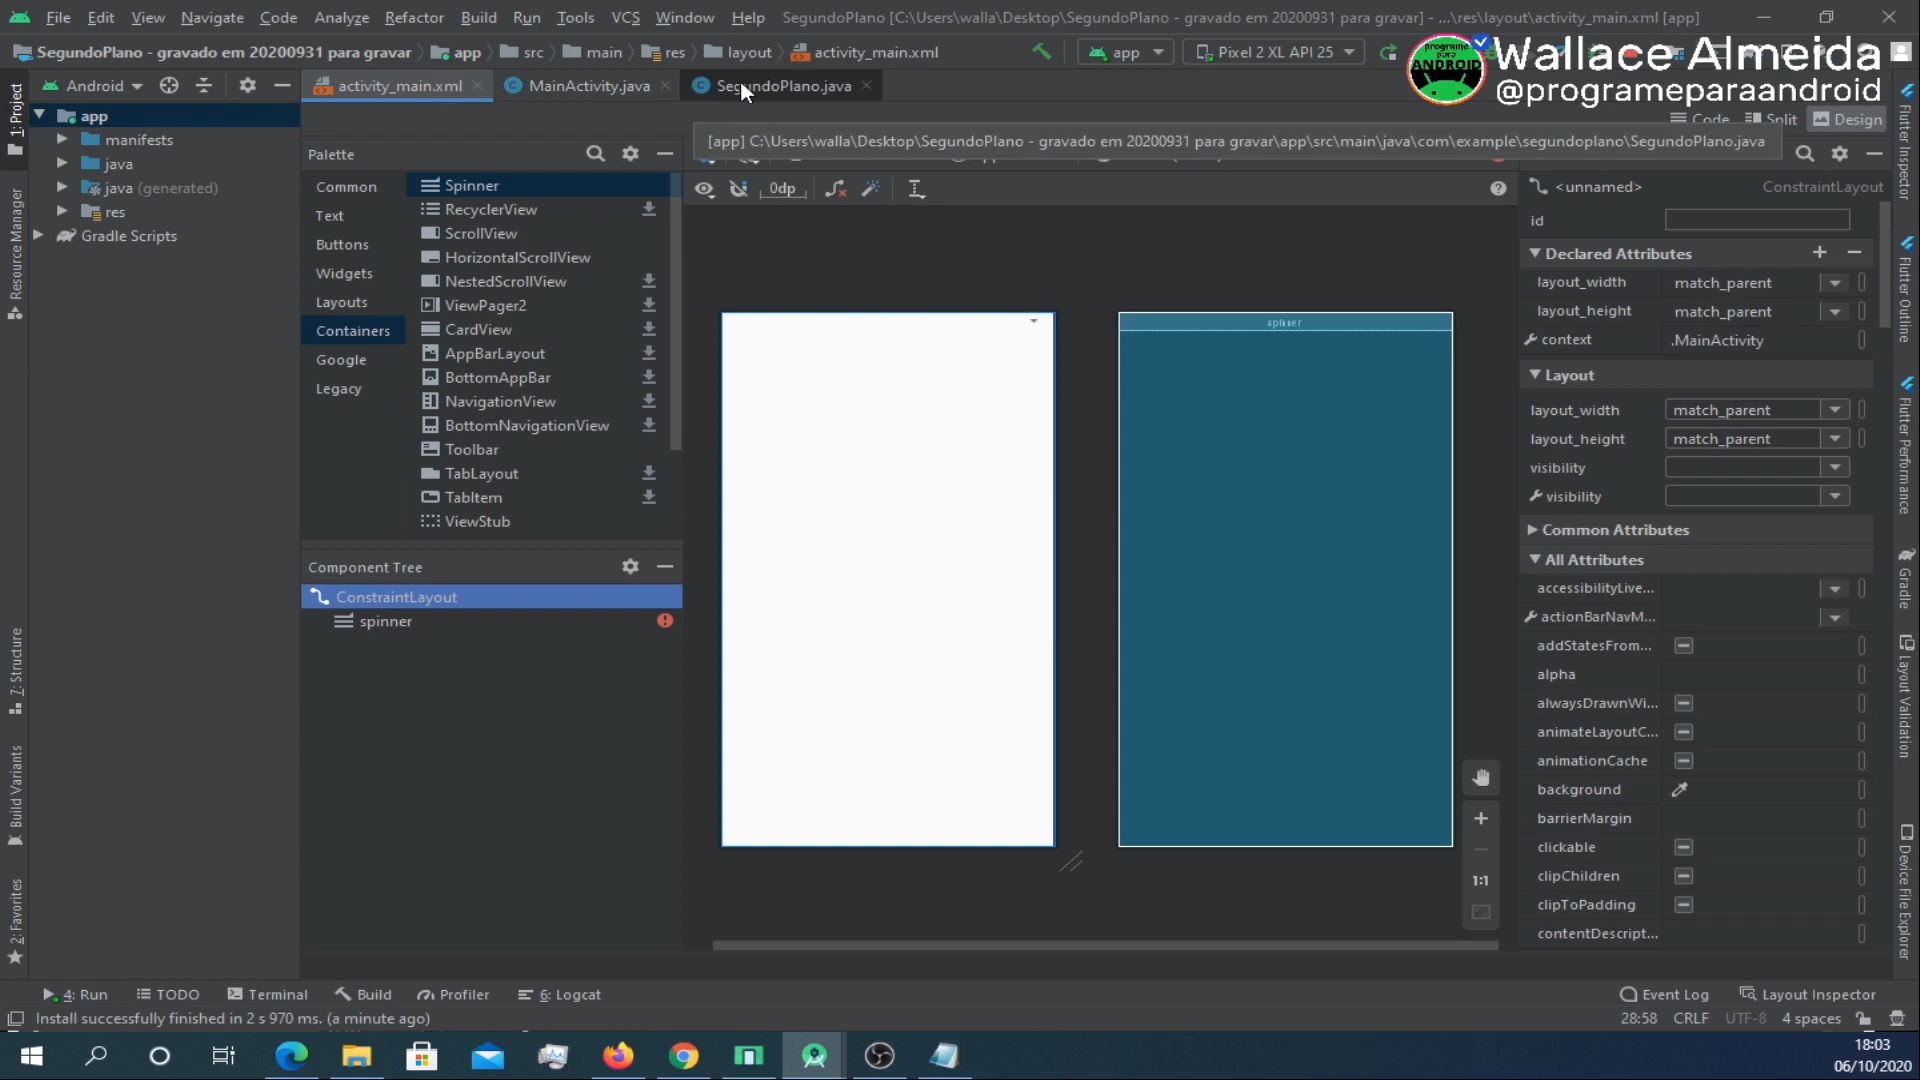 File Edit View Navigate Code Analyze Refactor Build Run Tools VCS Window Help SegundoPlano [C:\Users\walla\Desktop\SegundoPlano - gravado em 20200931 para gravar] - ...\res\layout\activity_main.xml [app]
SegundoPlano - gravado em 20200931 para gravar app src main res layout activity_main.xml app Pixel 2 XL API 25
programe para ANDROID
Wallace Almeida
@programeparaandroid
Android activity_main.xml MainActivity.java SegundoPlano.java
Code Split Design
[app] C:\Users\walla\Desktop\SegundoPlano - gravado em 20200931 para gravar\app\src\main\java\com\example\segundoplano\SegundoPlano.java
1: Project
Resource Manager
7: Structure
Build Variants
2: Favorites
app
manifests
java
java (generated)
res
Gradle Scripts
Palette
Common
Text
Buttons
Widgets
Layouts
Containers
Google
Legacy
Spinner
RecyclerView
ScrollView
HorizontalScrollView
NestedScrollView
ViewPager2
CardView
AppBarLayout
BottomAppBar
NavigationView
BottomNavigationView
Toolbar
TabLayout
TabItem
ViewStub
Component Tree
ConstraintLayout
spinner
0dp
spinner
1:1
<unnamed> ConstraintLayout
id
Declared Attributes
layout_width match_parent
layout_height match_parent
context .MainActivity
Layout
layout_width match_parent
layout_height match_parent
visibility
visibility
Common Attributes
All Attributes
accessibilityLive...
actionBarNavM...
addStatesFrom...
alpha
alwaysDrawnWi...
animateLayoutC...
animationCache
background
barrierMargin
clickable
clipChildren
clipToPadding
contentDescript...
Flutter Inspector
Flutter Outline
Flutter Performance
Gradle
Layout Validation
Device File Explorer
4: Run TODO Terminal Build Profiler 6: Logcat Event Log Layout Inspector
Install successfully finished in 2 s 970 ms. (a minute ago) 28:58 CRLF UTF-8 4 spaces
18:03
06/10/2020